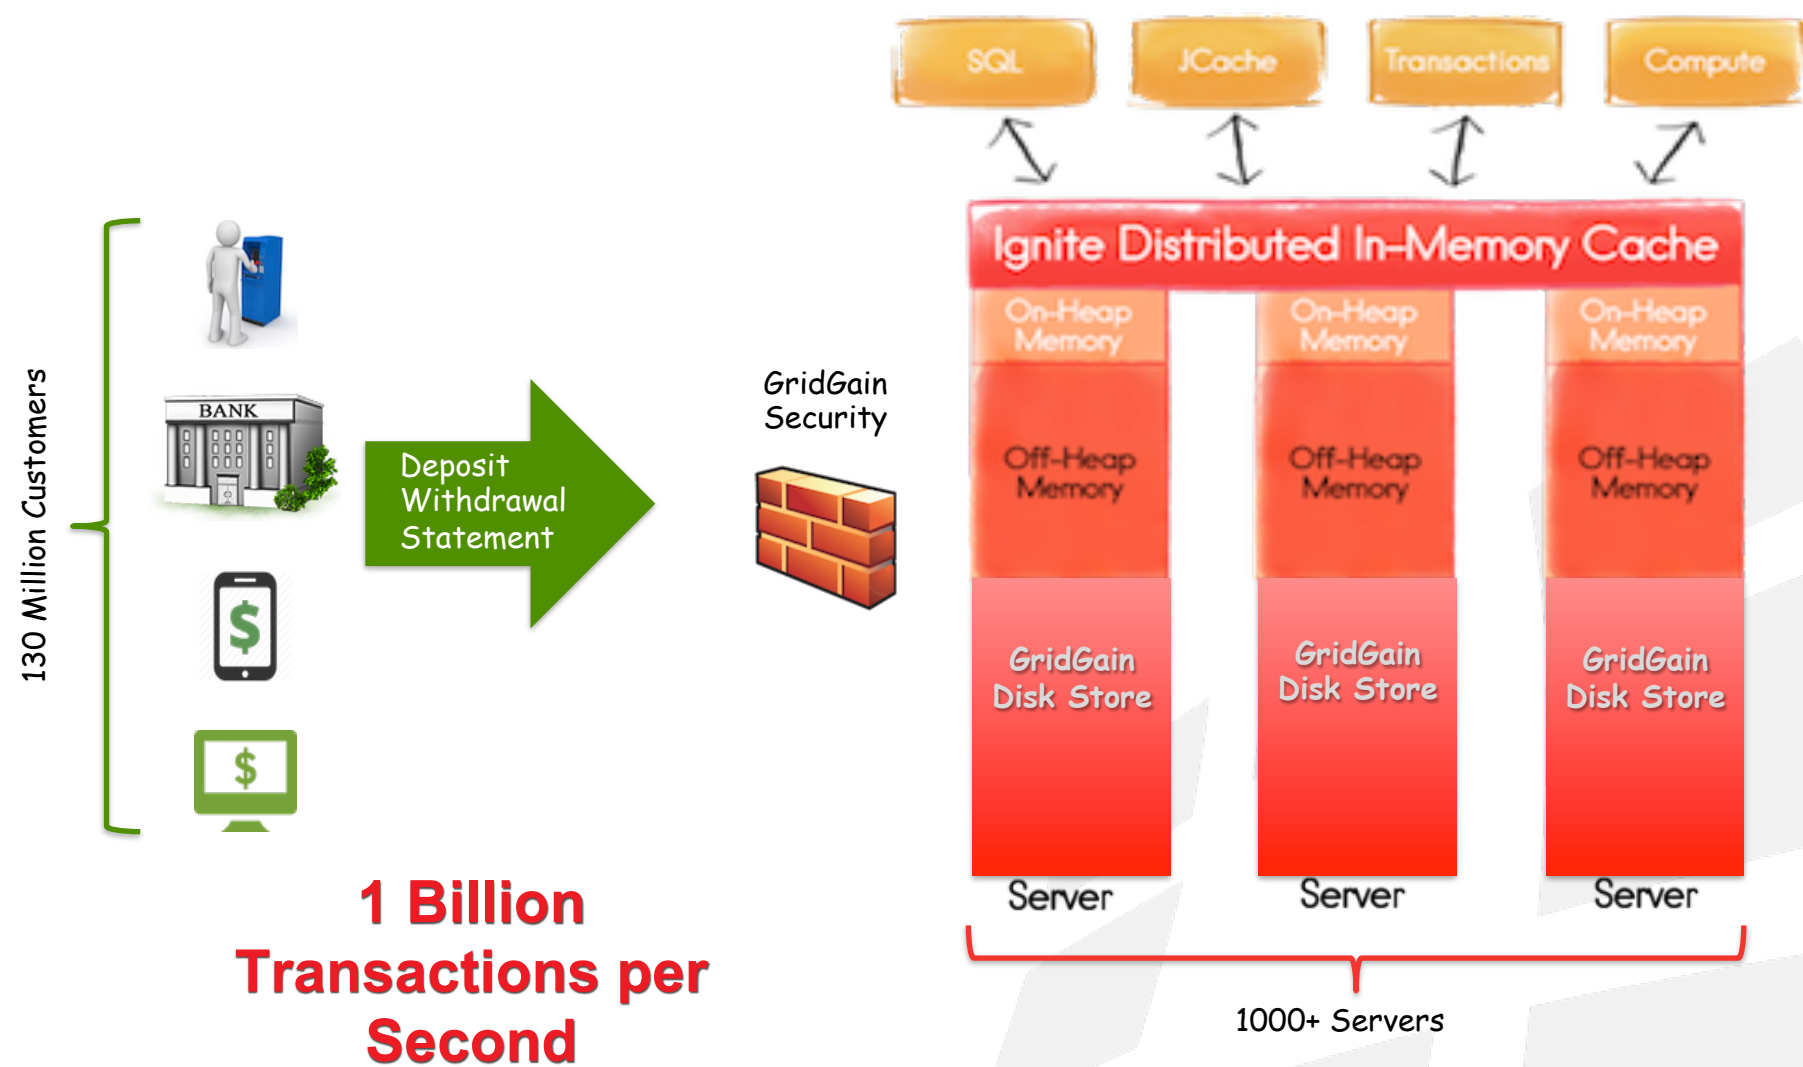 SQL
JCache
Transactions
Compute
Ignite Distributed In-Memory Cache
On-Heap
Memory
On-Heap
Memory
On-Heap
Memory
Off-Heap
Memory
Off-Heap
Memory
Off-Heap
Memory
GridGain
Disk Store
GridGain
Disk Store
GridGain
Disk Store
Server
Server
Server
1000+ Servers
130 Million Customers
BANK
$
$
Deposit
Withdrawal
Statement
GridGain
Security
1 Billion
Transactions per
Second